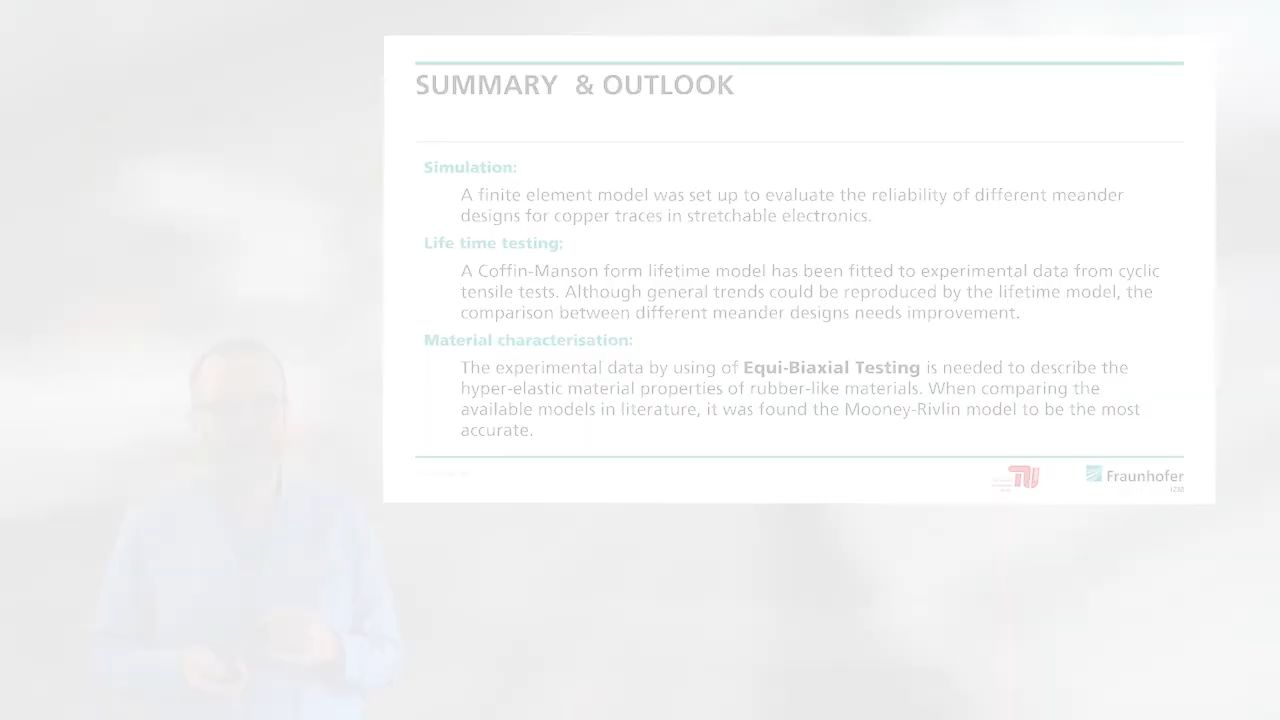 SUMMARY & OUTLOOK
Simulation:
A finite element model was set up to evaluate the reliability of different meander
designs for copper traces in stretchable electronics.
Life time testing:
A Coffin-Manson form lifetime model has been fitted to experimental data from cyclic
tensile tests. Although general trends could be reproduced by the lifetime model, the
comparison between different meander designs needs improvement.
Material characterisation:
The experimental data by using of Equi-Biaxial Testing is needed to describe the
hyper-elastic material properties of rubber-like materials. When comparing the
available models in literature, it was found the Mooney-Rivlin model to be the most
accurate.
Fraunhofer
IZM